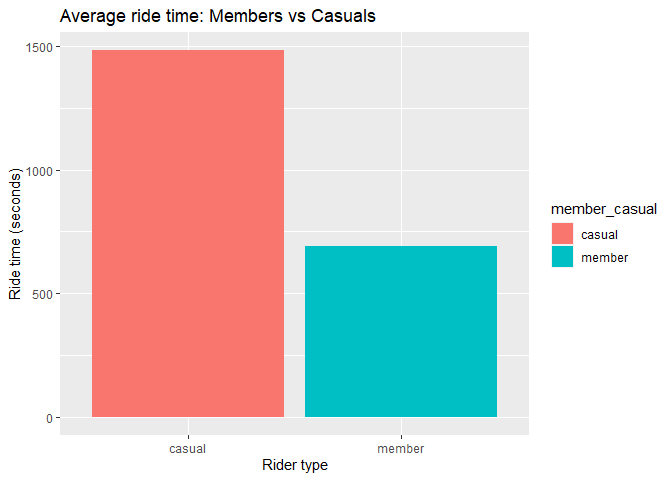 Average ride time: Members vs Casuals
Ride time (seconds)
1500
1000
500
0
casual
member
Rider type
member_casual
casual
member